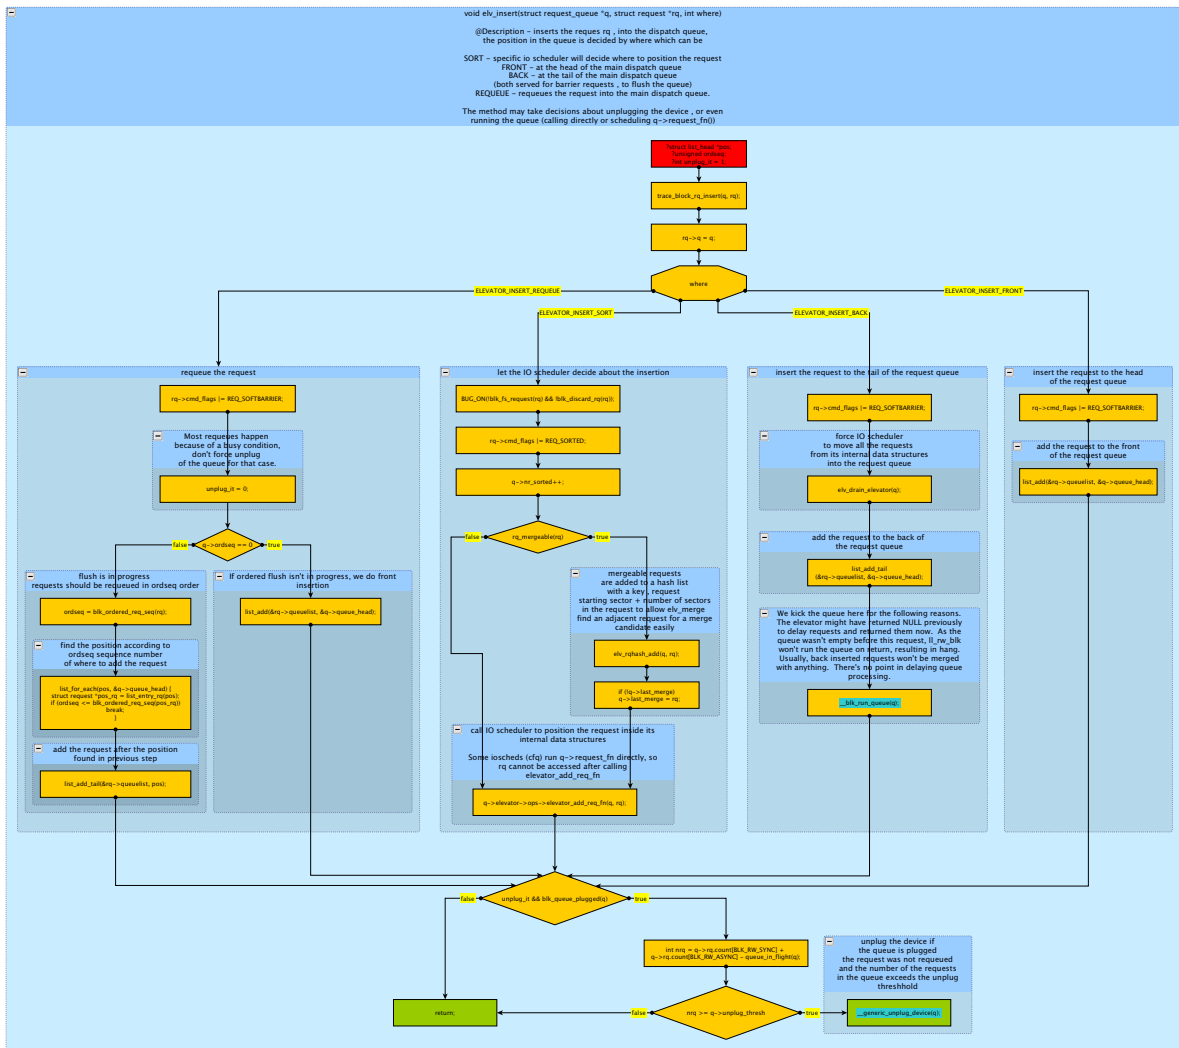 void elv_insert(struct request_queue *q, struct request *rq, int where)
@Description - inserts the reques rq , into the dispatch queue,
the position in the queue is decided by where which can be
SORT - specific io scheduler will decide where to position the request
FRONT - at the head of the main dispatch queue
BACK - at the tail of the main dispatch queue
(both served for barrier requests , to flush the queue)
REQUEUE - requeues the request into the main dispatch queue.
The method may take decisions about unplugging the device , or even
running the queue (calling directly or scheduling q->request_fn())
?struct list_head *pos;
?unsigned ordseq;
?int unplug_it = 1;
trace_block_rq_insert(q, rq);
rq->q = q;
where
ELEVATOR_INSERT_REQUEUE
ELEVATOR_INSERT_FRONT
ELEVATOR_INSERT_SORT
ELEVATOR_INSERT_BACK
requeue the request
rq->cmd_flags |= REQ_SOFTBARRIER;
Most requeues happen
because of a busy condition,
don't force unplug
of the queue for that case.
unplug_it = 0;
q->ordseq == 0
false
true
flush is in progress
requests should be requeued in ordseq order
ordseq = blk_ordered_req_seq(rq);
find the position according to
ordseq sequence number
of where to add the request
list_for_each(pos, &q->queue_head) {
struct request *pos_rq = list_entry_rq(pos);
if (ordseq <= blk_ordered_req_seq(pos_rq))
break;
}
add the request after the position
found in previous step
list_add_tail(&rq->queuelist, pos);
If ordered flush isn't in progress, we do front
insertion
list_add(&rq->queuelist, &q->queue_head);
let the IO scheduler decide about the insertion
BUG_ON(!blk_fs_request(rq) && !blk_discard_rq(rq));
rq->cmd_flags |= REQ_SORTED;
q->nr_sorted++;
rq_mergeable(rq)
false
true
mergeable requests
are added to a hash list
with a key , request
starting sector + number of sectors
in the request to allow elv_merge
find an adjacent request for a merge
candidate easily
elv_rqhash_add(q, rq);
if (!q->last_merge)
q->last_merge = rq;
call IO scheduler to position the request inside its
internal data structures
Some ioscheds (cfq) run q->request_fn directly, so
rq cannot be accessed after calling
elevator_add_req_fn
q->elevator->ops->elevator_add_req_fn(q, rq);
insert the request to the tail of the request queue
rq->cmd_flags |= REQ_SOFTBARRIER;
force IO scheduler
to move all the requests
from its internal data structures
into the request queue
elv_drain_elevator(q);
add the request to the back of
the request queue
list_add_tail
(&rq->queuelist, &q->queue_head);
We kick the queue here for the following reasons.
The elevator might have returned NULL previously
to delay requests and returned them now. As the
queue wasn't empty before this request, ll_rw_blk
won't run the queue on return, resulting in hang.
Usually, back inserted requests won't be merged
with anything. There's no point in delaying queue
processing.
__blk_run_queue(q);
insert the request to the head
of the request queue
rq->cmd_flags |= REQ_SOFTBARRIER;
add the request to the front
of the request queue
list_add(&rq->queuelist, &q->queue_head);
unplug_it && blk_queue_plugged(q)
false
true
int nrq = q->rq.count[BLK_RW_SYNC] +
q->rq.count[BLK_RW_ASYNC] - queue_in_flight(q);
unplug the device if
the queue is plugged
the request was not requeued
and the number of the requests
in the queue exceeds the unplug
threshhold
nrq >= q->unplug_thresh
false
true
return;
__generic_unplug_device(q);